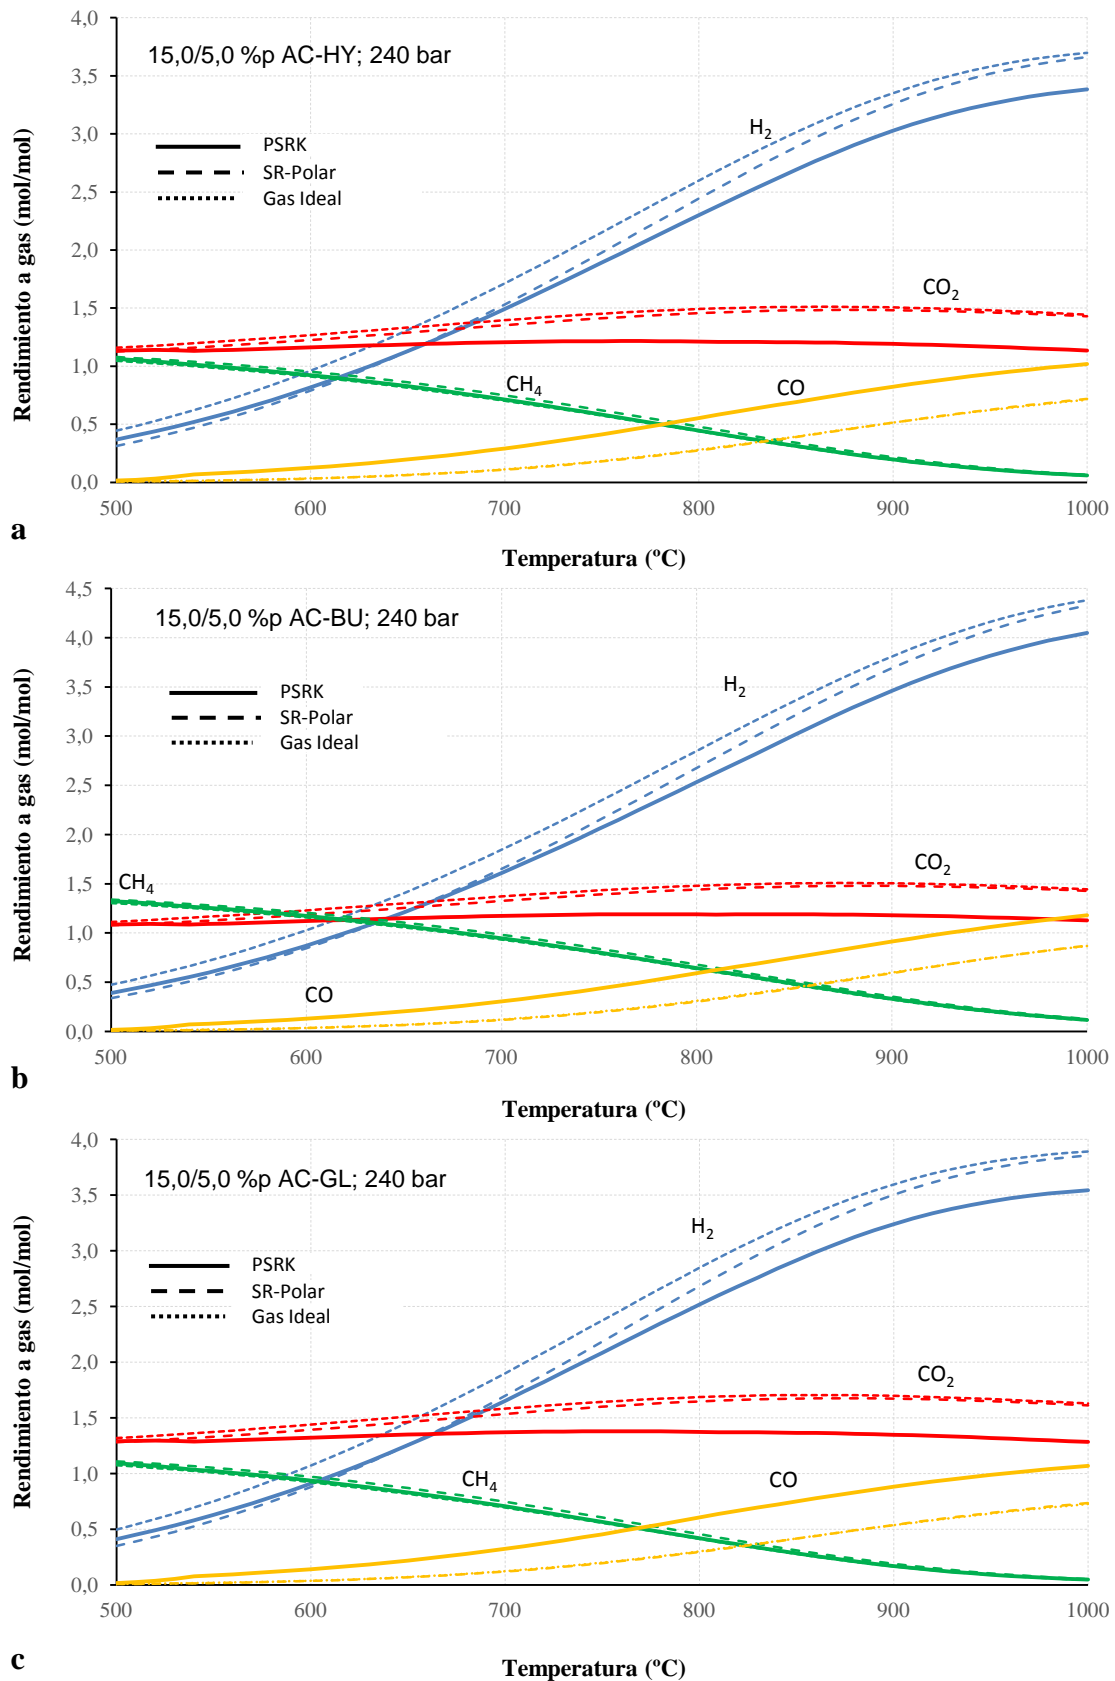 4,0
15,0/5,0 %p AC-HY; 240 bar
3,5
H2
3,0
PSRK
SR-Polar
2,5
Gas Ideal
2,0
Rendimiento a gas (mol/mol)
1,5
CO2
1,0
CH4
CO
0,5
0,0
500 600 700 800 900 1000
a
Temperatura (ºC)
4,5
15,0/5,0 %p AC-BU; 240 bar
4,0
3,5
H2
PSRK
SR-Polar
3,0
Gas Ideal
2,5
2,0
Rendimiento a gas (mol/mol)
CO2
1,5
CH4
1,0
0,5
CO
0,0
500 600 700 800 900 1000
b
Temperatura (ºC)
4,0
15,0/5,0 %p AC-GL; 240 bar
3,5
H2
3,0
PSRK
SR-Polar
2,5
Gas Ideal
2,0
Rendimiento a gas (mol/mol)
CO2
1,5
1,0
CH4
CO
0,5
0,0
500 600 700 800 900 1000
c
Temperatura (ºC)